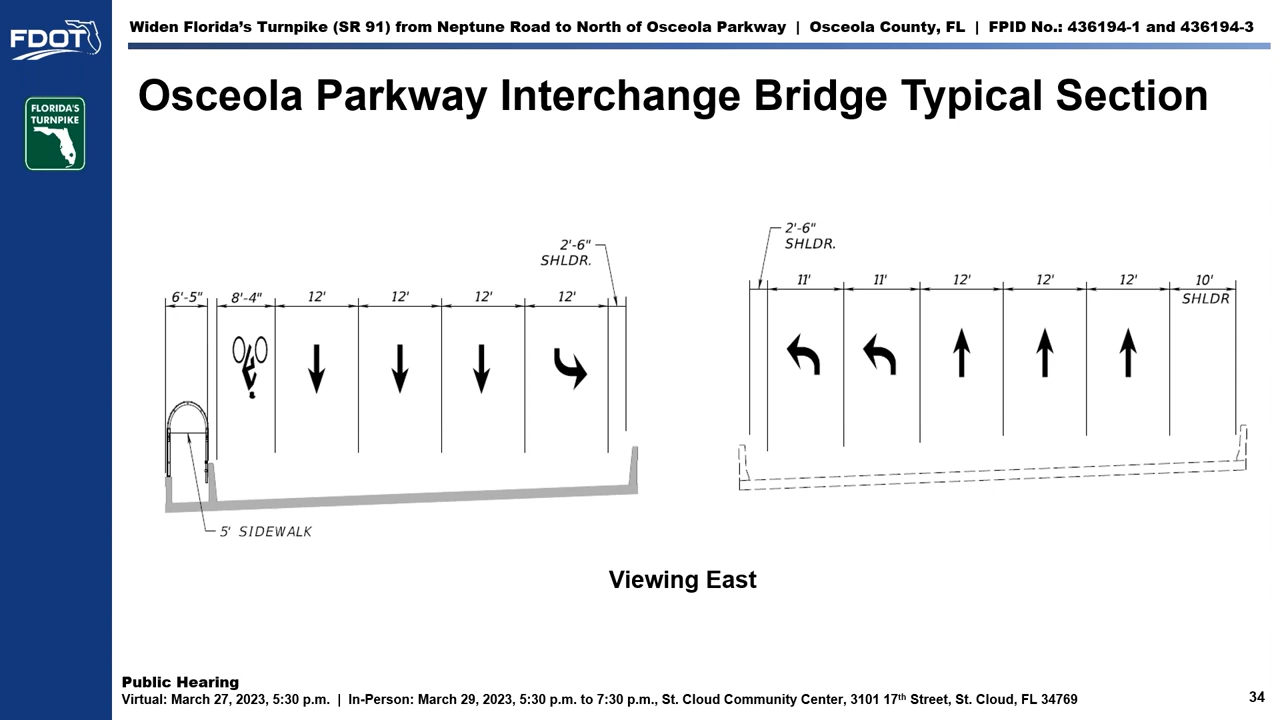 FDOT
Widen Florida’s Turnpike (SR 91) from Neptune Road to North of Osceola Parkway | Osceola County, FL | FPID No.: 436194-1 and 436194-3
FLORIDA'S
TURNPIKE
Osceola Parkway Interchange Bridge Typical Section
2'-6"
SHLDR.
6'-5" 8'-4" 12' 12' 12' 12'
5' SIDEWALK
2'-6"
SHLDR.
11' 11' 12' 12' 12' 10'
SHLDR
Viewing East
Public Hearing
Virtual: March 27, 2023, 5:30 p.m. | In-Person: March 29, 2023, 5:30 p.m. to 7:30 p.m., St. Cloud Community Center, 3101 17th Street, St. Cloud, FL 34769
34